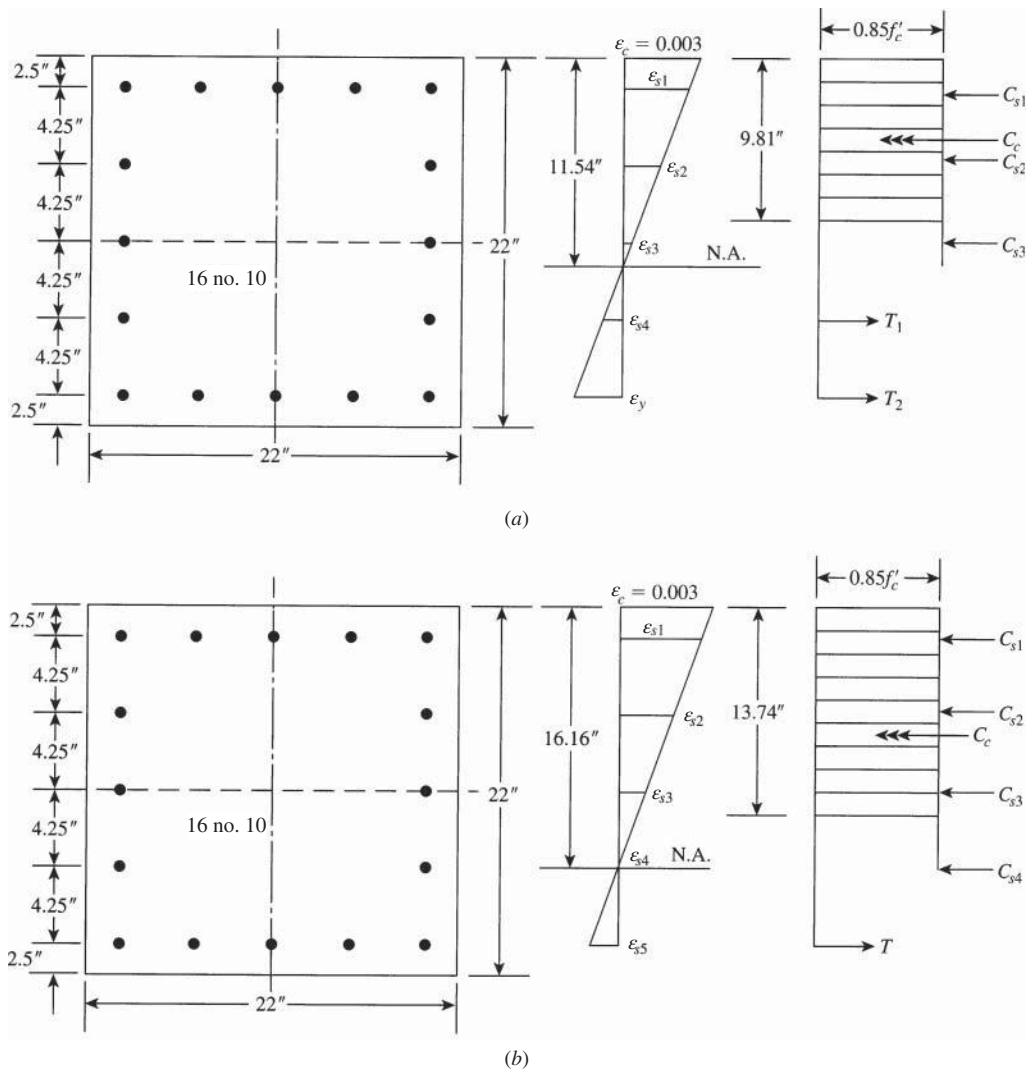 2.5″
4.25″
4.25″
4.25″
4.25″
2.5″
16 no. 10
22″
22″
εc = 0.003
εs1
εs2
εs3
N.A.
εs4
εy
11.54″
9.81″
0.85f′c
Cs1
Cc
Cs2
Cs3
T1
T2
(a)
2.5″
4.25″
4.25″
4.25″
4.25″
2.5″
16 no. 10
22″
22″
εc = 0.003
εs1
εs2
εs3
εs4
N.A.
εs5
16.16″
13.74″
0.85f′c
Cs1
Cs2
Cc
Cs3
Cs4
T
(b)